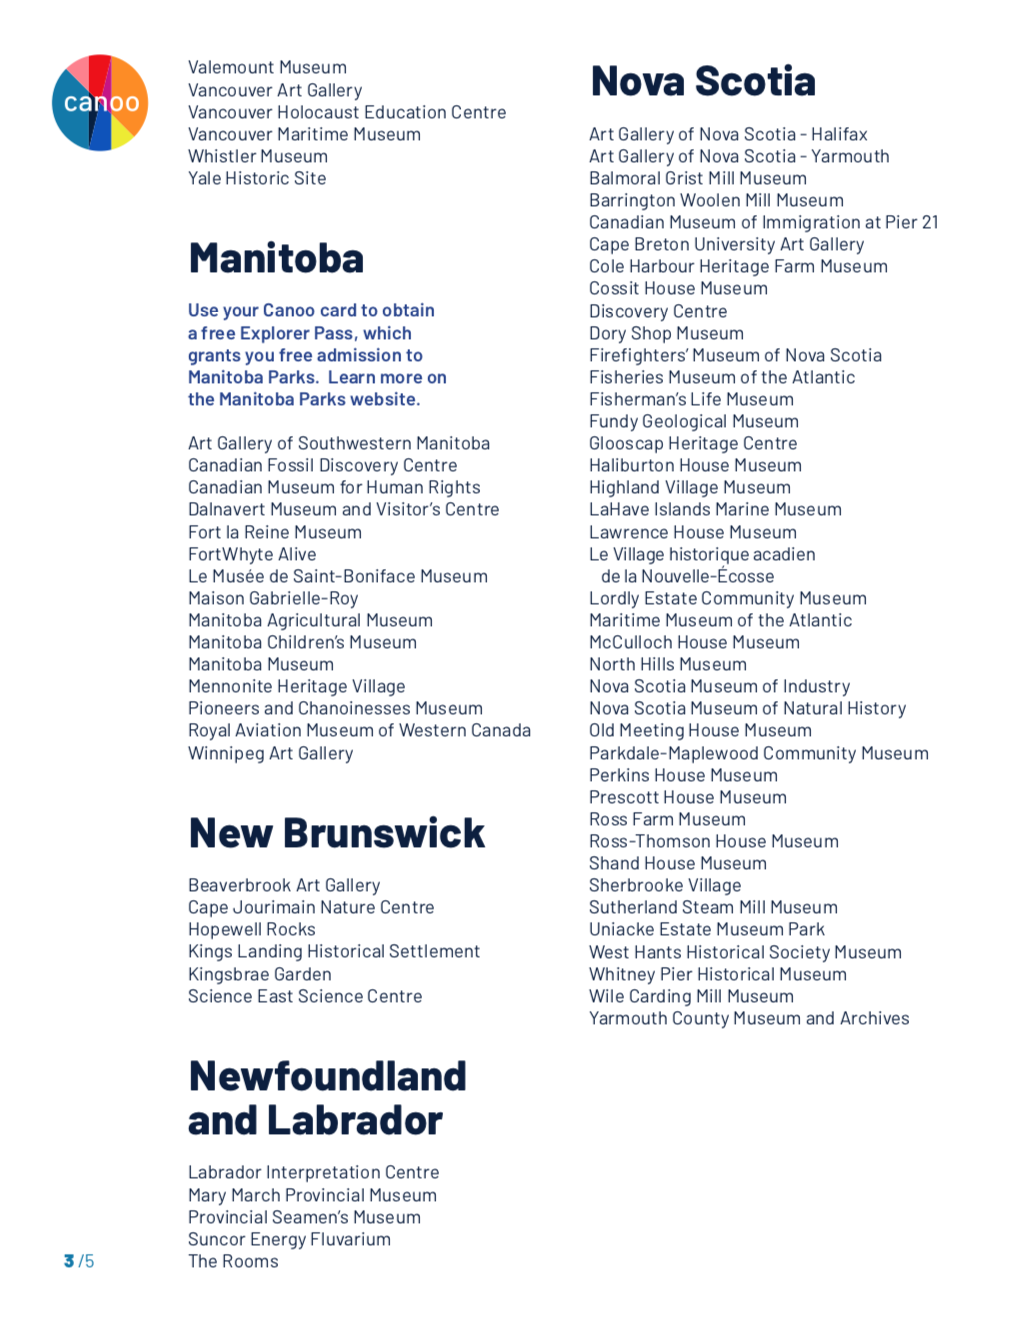 canoo
Valemount Museum
Vancouver Art Gallery
Vancouver Holocaust Education Centre
Vancouver Maritime Museum
Whistler Museum
Yale Historic Site
Manitoba
Use your Canoo card to obtain
a free Explorer Pass, which
grants you free admission to
Manitoba Parks. Learn more on
the Manitoba Parks website.
Art Gallery of Southwestern Manitoba
Canadian Fossil Discovery Centre
Canadian Museum for Human Rights
Dalnavert Museum and Visitor's Centre
Fort la Reine Museum
FortWhyte Alive
Le Musée de Saint-Boniface Museum
Maison Gabrielle-Roy
Manitoba Agricultural Museum
Manitoba Children's Museum
Manitoba Museum
Mennonite Heritage Village
Pioneers and Chanoinesses Museum
Royal Aviation Museum of Western Canada
Winnipeg Art Gallery
New Brunswick
Beaverbrook Art Gallery
Cape Jourimain Nature Centre
Hopewell Rocks
Kings Landing Historical Settlement
Kingsbrae Garden
Science East Science Centre
Newfoundland
and Labrador
Labrador Interpretation Centre
Mary March Provincial Museum
Provincial Seamen's Museum
Suncor Energy Fluvarium
The Rooms
Nova Scotia
Art Gallery of Nova Scotia - Halifax
Art Gallery of Nova Scotia - Yarmouth
Balmoral Grist Mill Museum
Barrington Woolen Mill Museum
Canadian Museum of Immigration at Pier 21
Cape Breton University Art Gallery
Cole Harbour Heritage Farm Museum
Cossit House Museum
Discovery Centre
Dory Shop Museum
Firefighters' Museum of Nova Scotia
Fisheries Museum of the Atlantic
Fisherman's Life Museum
Fundy Geological Museum
Glooscap Heritage Centre
Haliburton House Museum
Highland Village Museum
LaHave Islands Marine Museum
Lawrence House Museum
Le Village historique acadien
de la Nouvelle-Écosse
Lordly Estate Community Museum
Maritime Museum of the Atlantic
McCulloch House Museum
North Hills Museum
Nova Scotia Museum of Industry
Nova Scotia Museum of Natural History
Old Meeting House Museum
Parkdale-Maplewood Community Museum
Perkins House Museum
Prescott House Museum
Ross Farm Museum
Ross-Thomson House Museum
Shand House Museum
Sherbrooke Village
Sutherland Steam Mill Museum
Uniacke Estate Museum Park
West Hants Historical Society Museum
Whitney Pier Historical Museum
Wile Carding Mill Museum
Yarmouth County Museum and Archives
3 /5